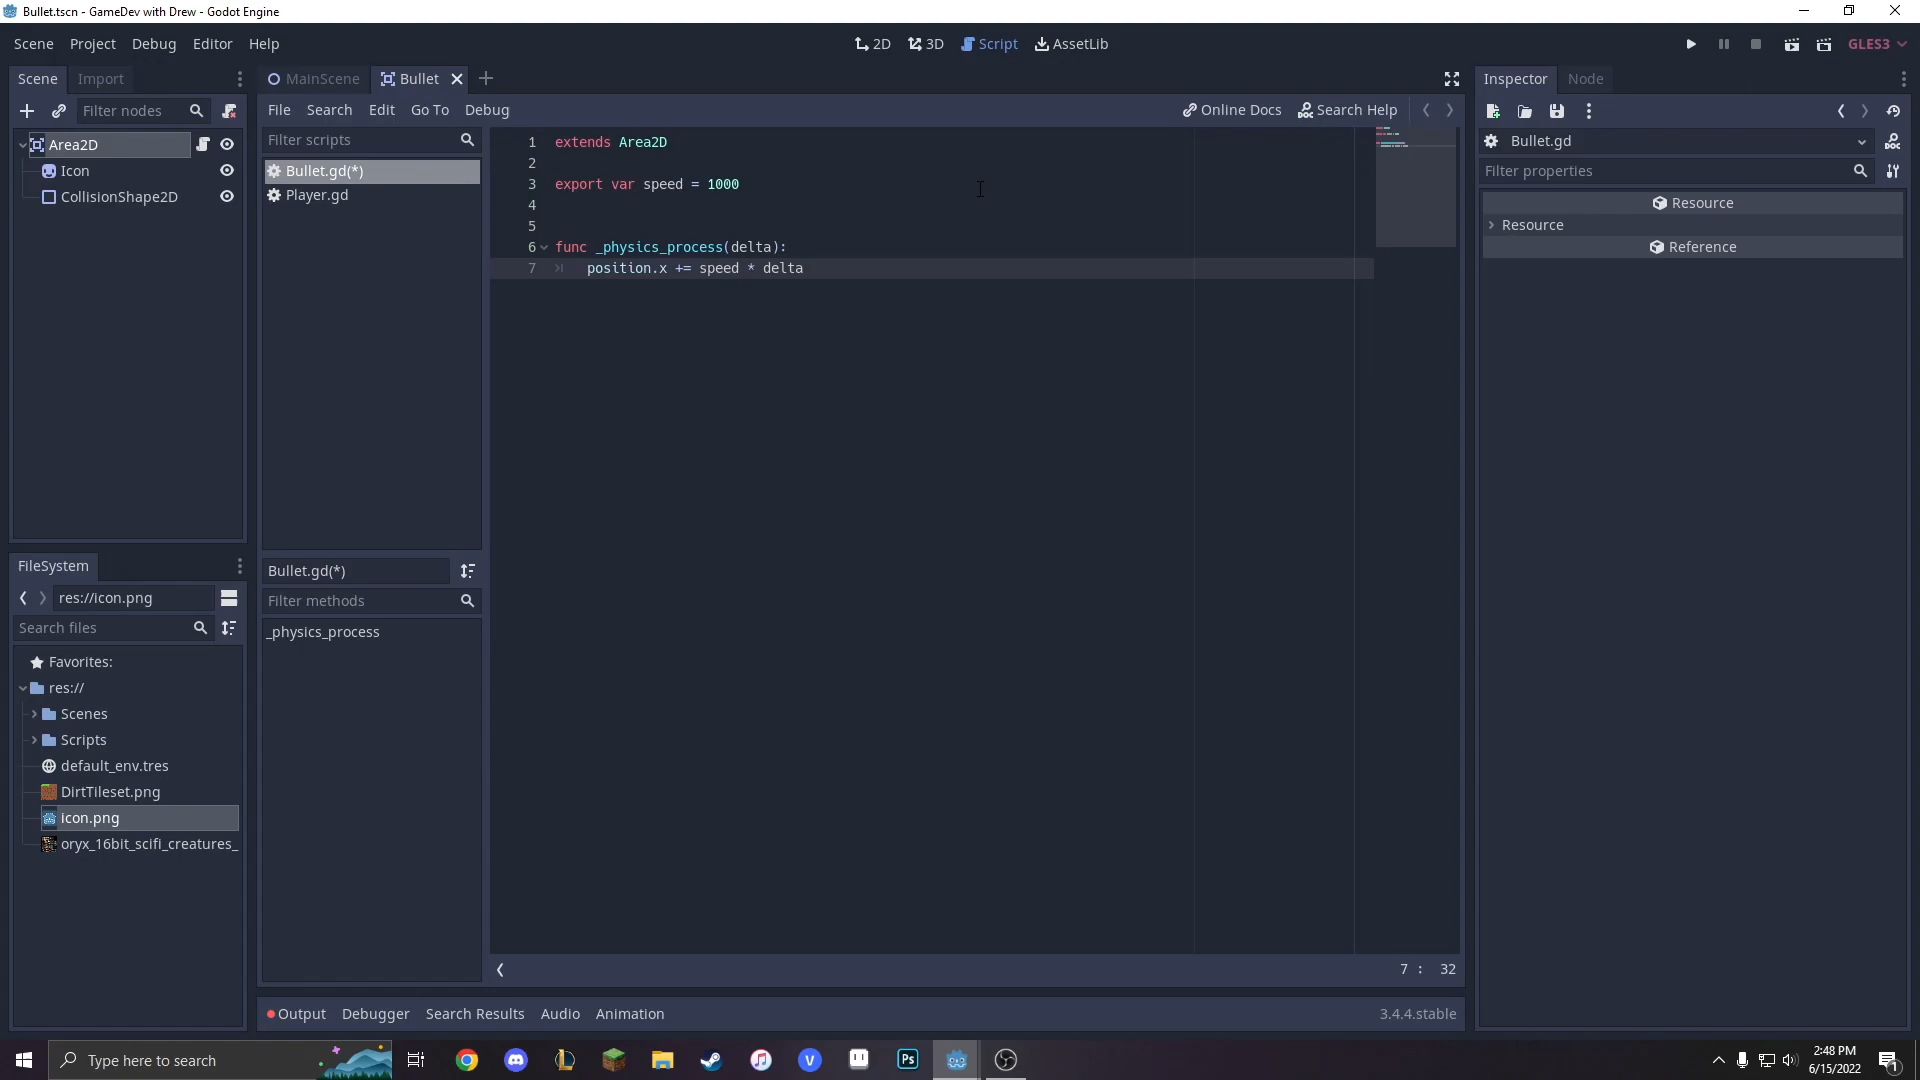 Bullet.tscn - GameDev with Drew - Godot Engine
Scene Project Debug Editor Help
2D 3D Script AssetLib
GLES3
Scene Import
MainScene Bullet
Inspector Node
Filter nodes
File Search Edit Go To Debug
Online Docs Search Help
Area2D
Icon
CollisionShape2D
Filter scripts
Bullet.gd(*)
Player.gd
1 extends Area2D
2
3 export var speed = 1000
4
5
6 func _physics_process(delta):
7 position.x += speed * delta
Bullet.gd
Filter properties
Resource
Resource
Reference
FileSystem
res://icon.png
Search files
Favorites:
res://
Scenes
Scripts
default_env.tres
DirtTileset.png
icon.png
oryx_16bit_scifi_creatures_
Bullet.gd(*)
Filter methods
_physics_process
7 : 32
Output Debugger Search Results Audio Animation
3.4.4.stable
Type here to search
Ps
2:48 PM
6/15/2022
1